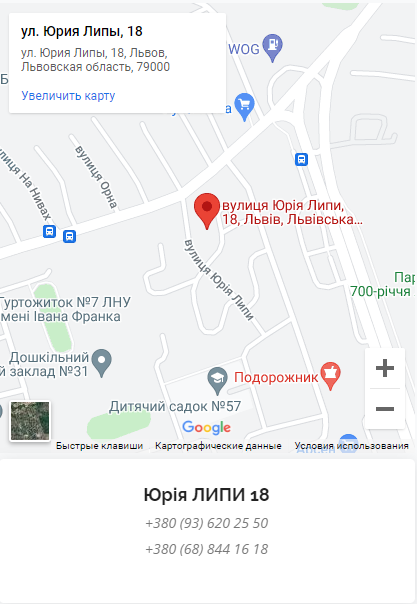 ул. Юрия Липы, 18
ул. Юрия Липы, 18, Львов,
Львовская область, 79000
Увеличить карту
WOG
вулиця На Нивах
вулиця Орна
вулиця Юрія Липи,
18, Львів, Львівська...
вулиця Юрія Липи
Пар
700-річчя
Гуртожиток №7 ЛНУ
імені Івана Франка
Дошкільний
й заклад №31
Подорожник
Дитячий садок №57
Google
Быстрые клавиши
Картографические данные
Условия использования
Юрія ЛИПИ 18
+380 (93) 620 25 50
+380 (68) 844 16 18